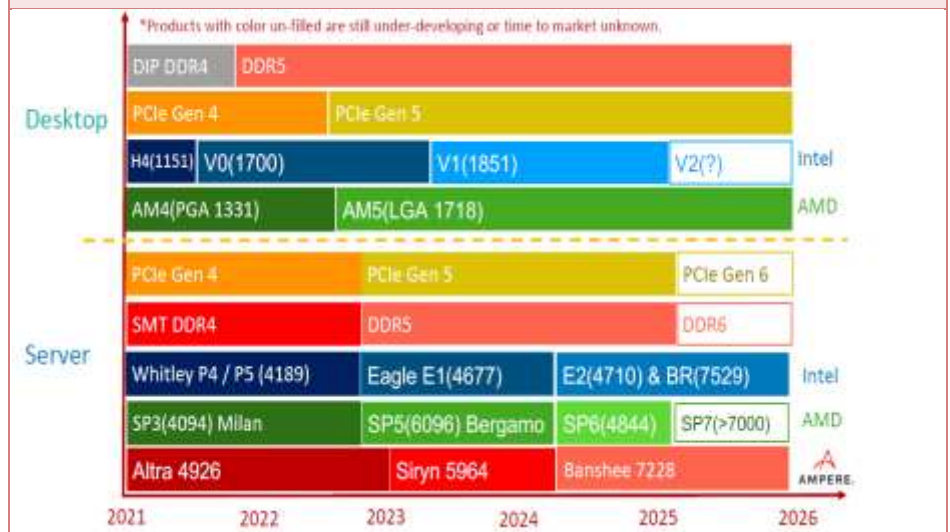 *Products with color un-filled are still under-developing or time to market unknown.
Desktop
DIP DDR4
DDR5
PCIe Gen 4
PCIe Gen 5
H4(1151)
V0(1700)
V1(1851)
V2(?)
Intel
AM4(PGA 1331)
AM5(LGA 1718)
AMD
Server
PCIe Gen 4
PCIe Gen 5
PCIe Gen 6
SMT DDR4
DDR5
DDR6
Whitley P4 / P5 (4189)
Eagle E1(4677)
E2(4710) & BR(7529)
Intel
SP3(4094) Milan
SP5(6096) Bergamo
SP6(4844)
SP7(>7000)
AMD
Altra 4926
Siryn 5964
Banshee 7228
AMPERE.
2021
2022
2023
2024
2025
2026